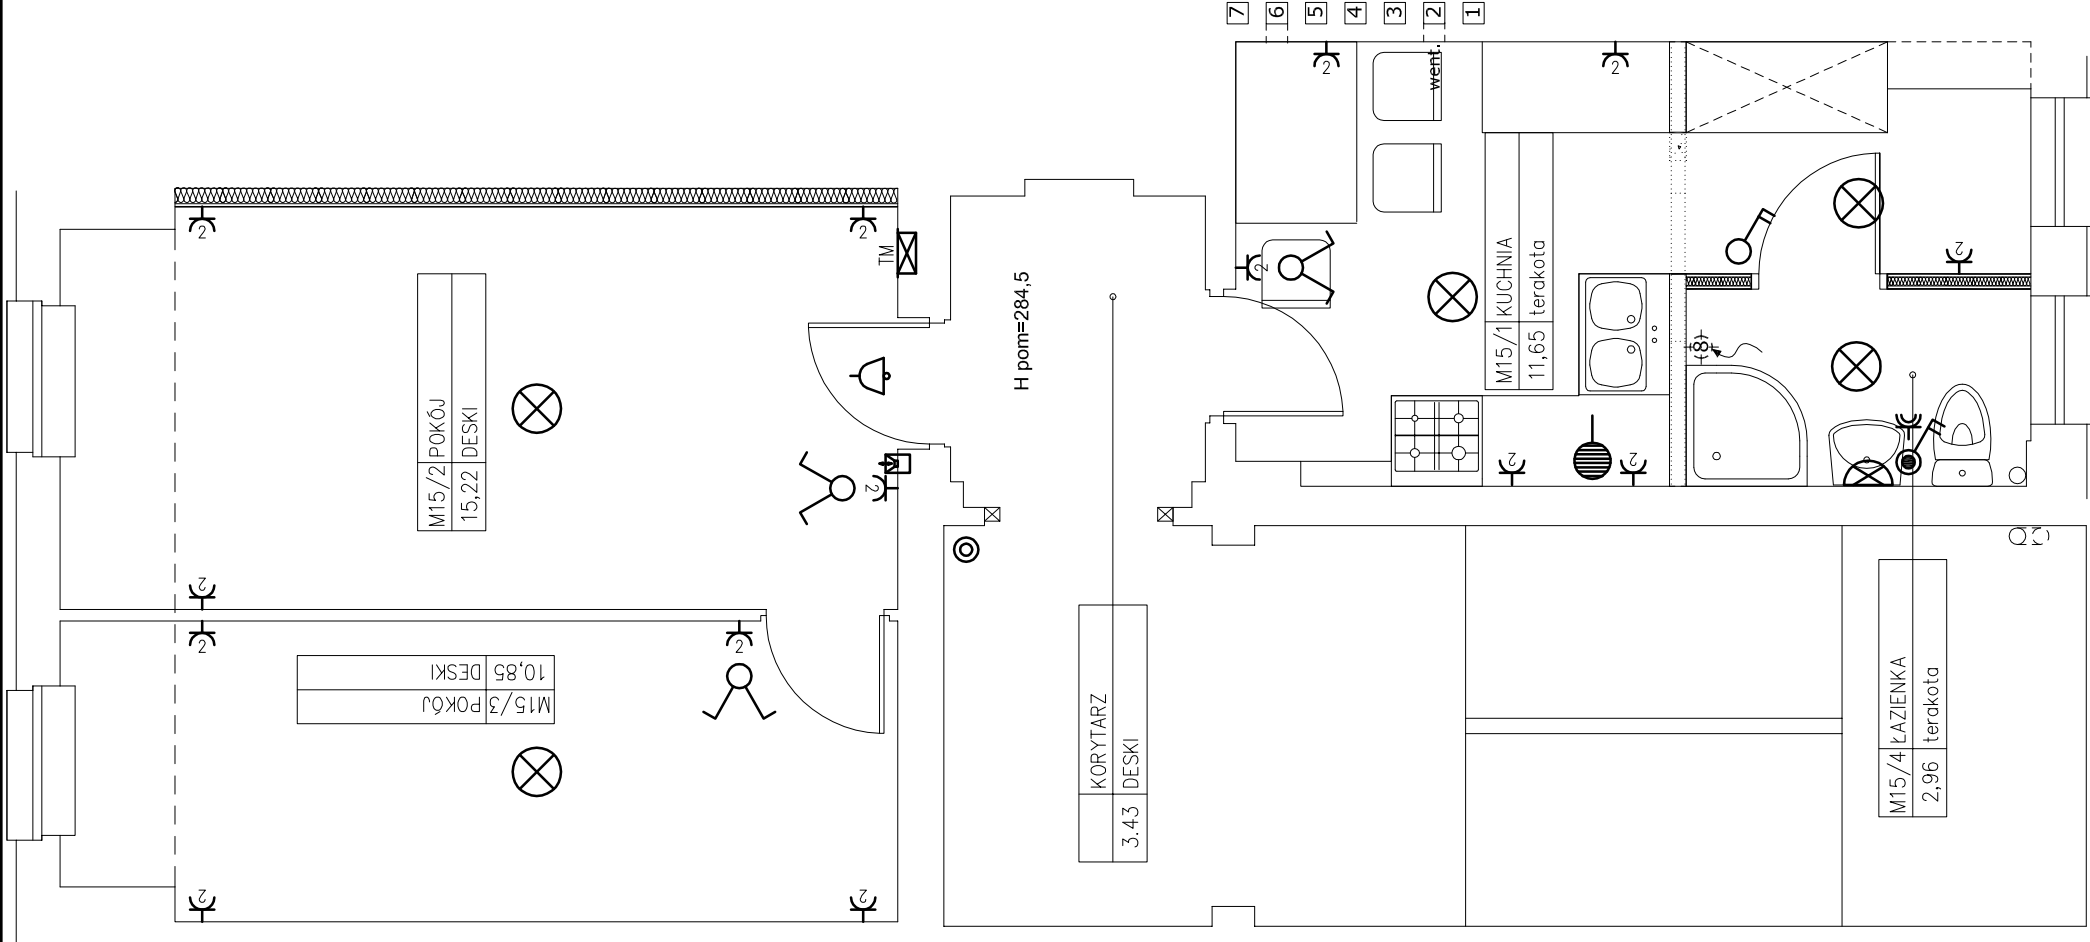 7
6
5
4
3
2
1
went.
2
2
2
2
TM
2
H pom=284,5
M15/2 POKÓJ
15,22 DESKI
M15/1 KUCHNIA
11,65 terakota
2
(8)
2
2
2
2
2
2
M15/3 POKÓJ
10,85 DESKI
KORYTARZ
3.43 DESKI
M15/4 ŁAZIENKA
2,96 terakota
2
2